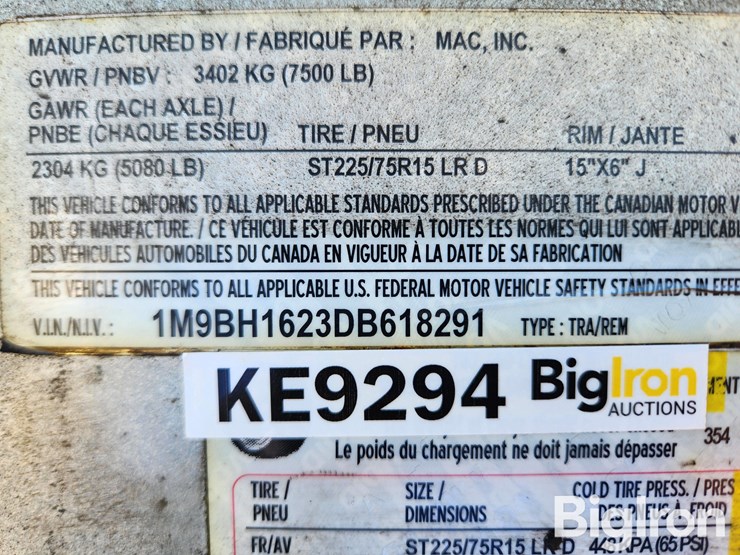 MANUFACTURED BY / FABRIQUÉ PAR : MAC, INC.
GVWR / PNBV : 3402 KG (7500 LB)
GAWR (EACH AXLE) /
PNBE (CHAQUE ESSIEU) TIRE / PNEU RIM / JANTE
2304 KG (5080 LB) ST225/75R15 LR D 15"X6" J
THIS VEHICLE CONFORMS TO ALL APPLICABLE STANDARDS PRESCRIBED UNDER THE CANADIAN MOTOR V
DATE OF MANUFACTURE. / CE VÉHICULE EST CONFORME À TOUTES LES NORMES QUI LUI SONT APPLICABL
DES VÉHICULES AUTOMOBILES DU CANADA EN VIGUEUR À LA DATE DE SA FABRICATION
THIS VEHICLE CONFORMS TO ALL APPLICABLE U.S. FEDERAL MOTOR VEHICLE SAFETY STANDARDS IN EFFE
V.I.N./N.I.V.: 1M9BH1623DB618291 TYPE : TRA/REM
KE9294 BigIron
AUCTIONS
Le poids du chargement ne doit jamais dépasser 354
TIRE / SIZE / COLD TIRE PRESS. / PRES
PNEU DIMENSIONS DES PNEUS À FROID
BigIron
FR/AV ST225/75R15 LR D 448 KPA (65 PSI)